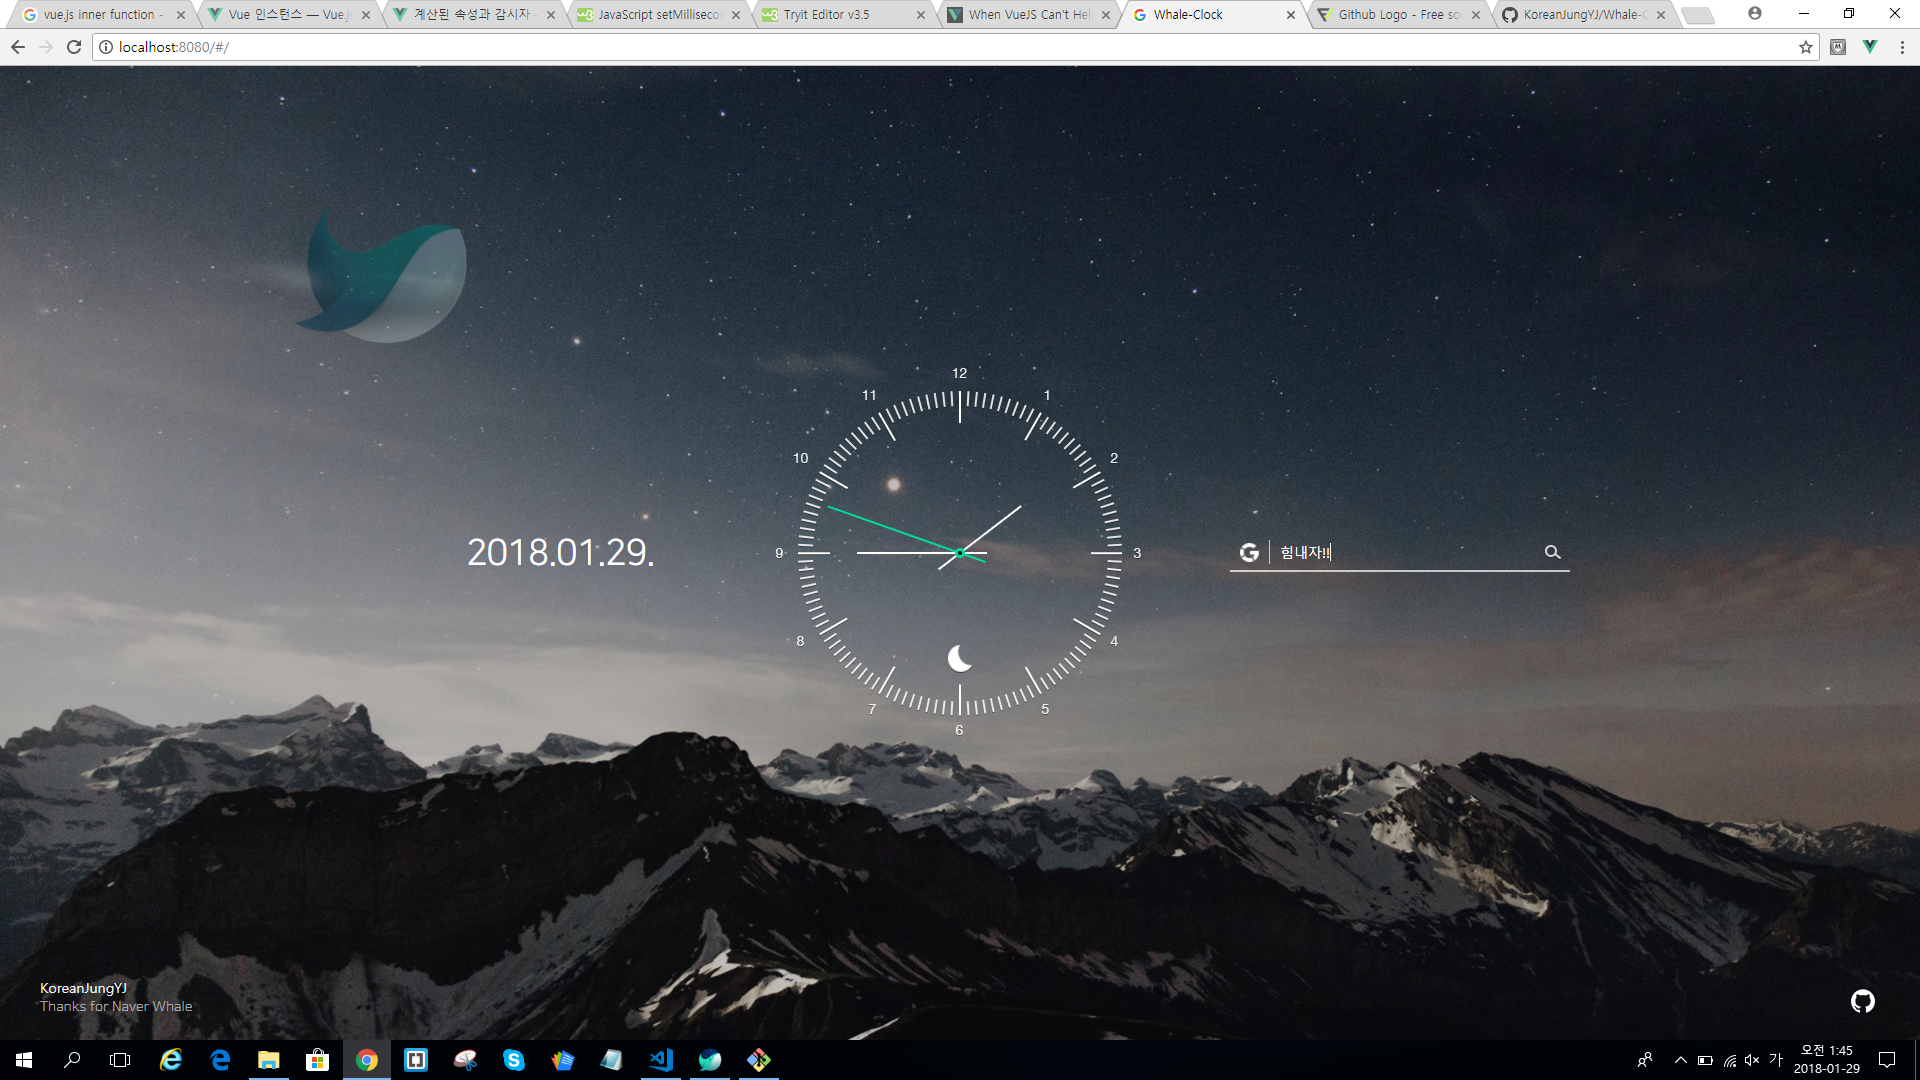 vue.js inner function -
Vue 인스턴스 — Vue.js
계산된 속성과 감시자 -
JavaScript setMillisecon
Tryit Editor v3.5
When VueJS Can't Help
Whale-Clock
Github Logo - Free so
KoreanJungYJ/Whale-C
localhost:8080/#/
12
11
1
10
2
2018.01.29.
9
3
힘내자!!
8
4
7
5
6
KoreanJungYJ
Thanks for Naver Whale
가
오전 1:45
2018-01-29